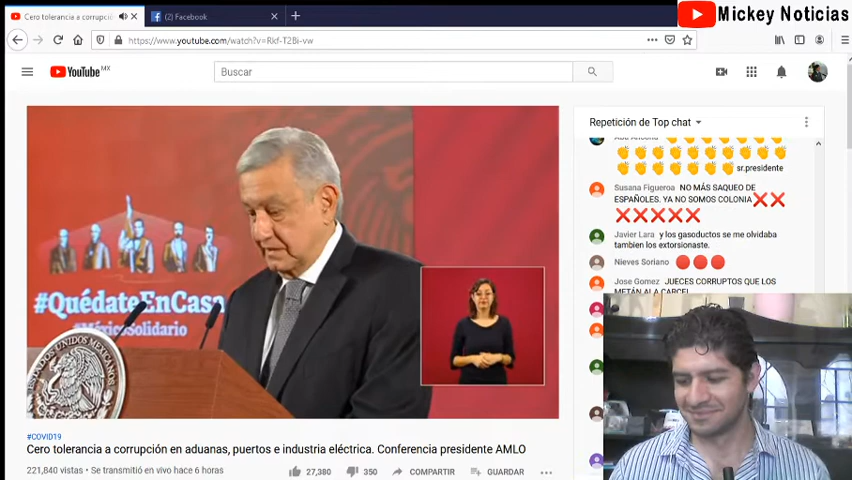 Mickey Noticias
Cero tolerancia a corrupció
(2) Facebook
https://www.youtube.com/watch?v=Rkf-T2Bi-vw
YouTube MX
Buscar
Repetición de Top chat
sr.presidente
Susana Figueroa NO MÁS SAQUEO DE
ESPAÑOLES. YA NO SOMOS COLONIA
Javier Lara y los gasoductos se me olvidaba
tambien los extorsionaste.
Nieves Soriano
Jose Gomez JUECES CORRUPTOS QUE LOS
#QuédateEnCasa
#MéxicoSolidario
ESTADOS UNIDOS MEXICANOS
#COVID19
Cero tolerancia a corrupción en aduanas, puertos e industria eléctrica. Conferencia presidente AMLO
221,840 vistas • Se transmitió en vivo hace 6 horas
27,380
350
COMPARTIR
GUARDAR